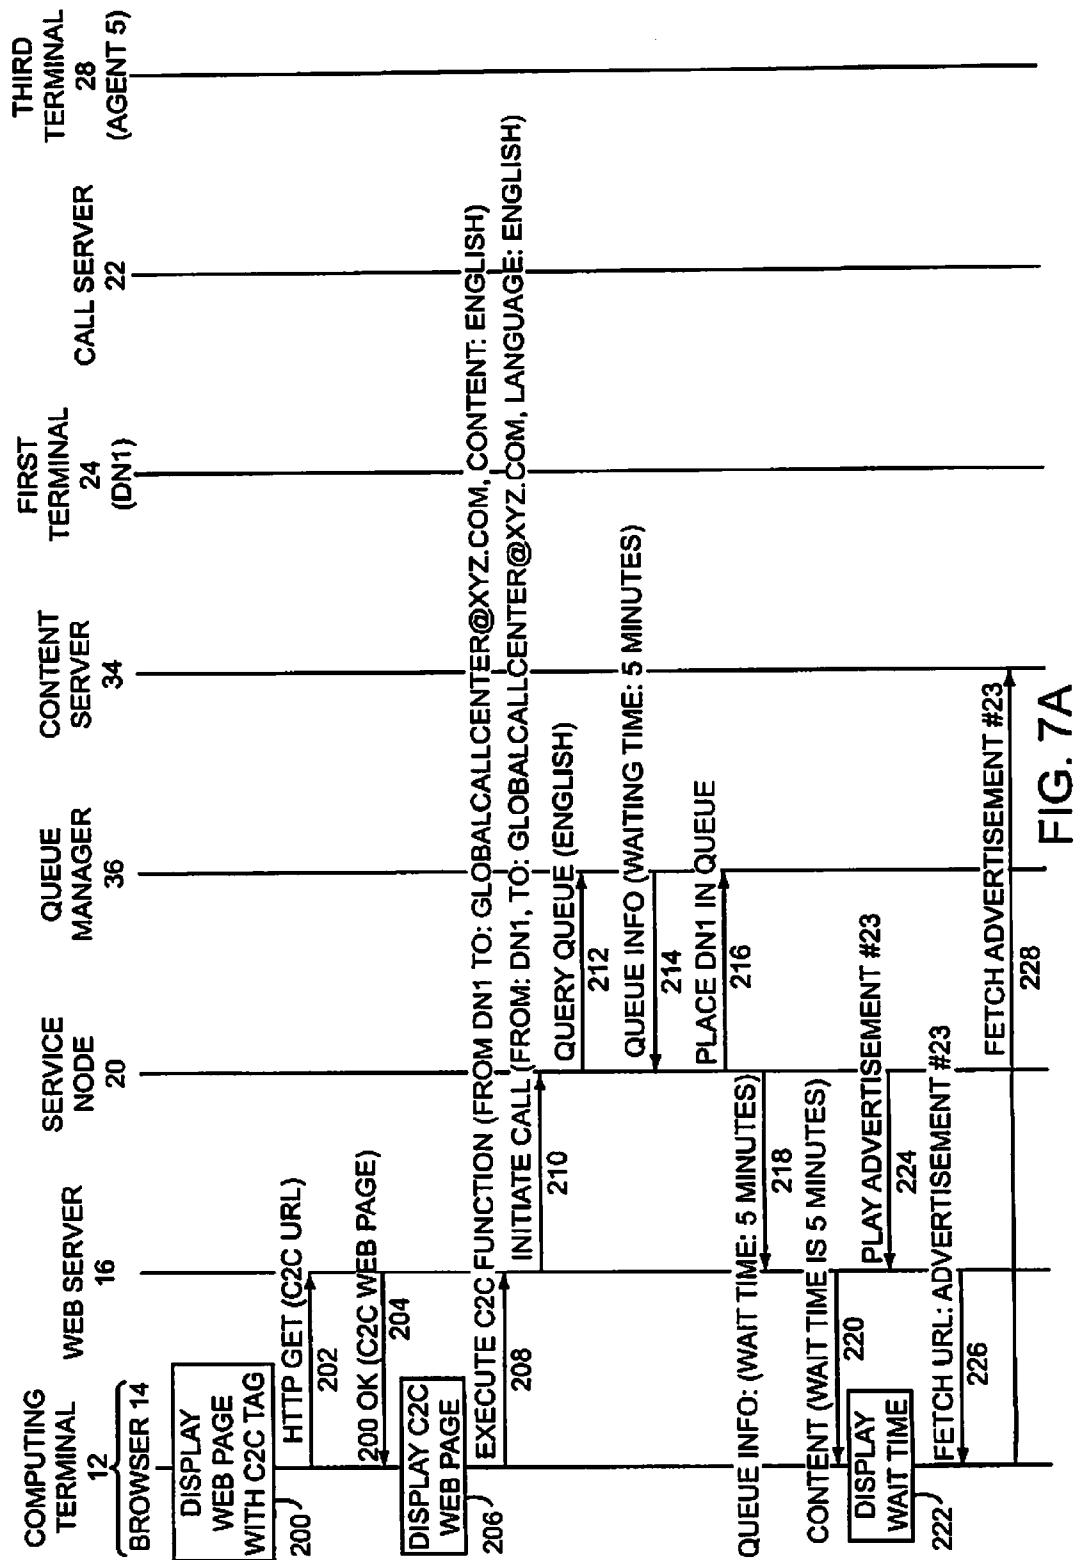 COMPUTING
TERMINAL
12
BROWSER 14
WEB SERVER
16
SERVICE
NODE
20
QUEUE
MANAGER
36
CONTENT
SERVER
34
FIRST
TERMINAL
24
(DN1)
CALL SERVER
22
THIRD
TERMINAL
28
(AGENT 5)
DISPLAY
WEB PAGE
WITH C2C TAG
200
HTTP GET (C2C URL)
202
200 OK (C2C WEB PAGE)
204
DISPLAY C2C
WEB PAGE
206
EXECUTE C2C FUNCTION (FROM DN1 TO: GLOBALCALLCENTER@XYZ.COM, CONTENT: ENGLISH)
208
INITIATE CALL (FROM: DN1, TO: GLOBALCALLCENTER@XYZ.COM, LANGUAGE: ENGLISH)
210
QUERY QUEUE (ENGLISH)
212
QUEUE INFO (WAITING TIME: 5 MINUTES)
214
PLACE DN1 IN QUEUE
216
QUEUE INFO: (WAIT TIME: 5 MINUTES)
218
CONTENT (WAIT TIME IS 5 MINUTES)
220
DISPLAY
WAIT TIME
222
PLAY ADVERTISEMENT #23
224
FETCH URL: ADVERTISEMENT #23
226
FETCH ADVERTISEMENT #23
228
FIG. 7A